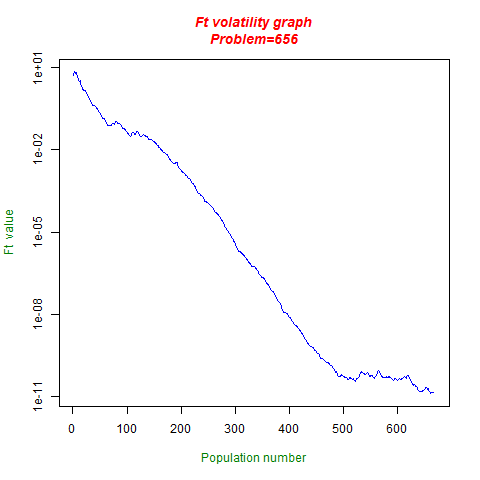 Ft volatility graph
Problem=656
Ft value
1e+01
1e-02
1e-05
1e-08
1e-11
0 100 200 300 400 500 600
Population number